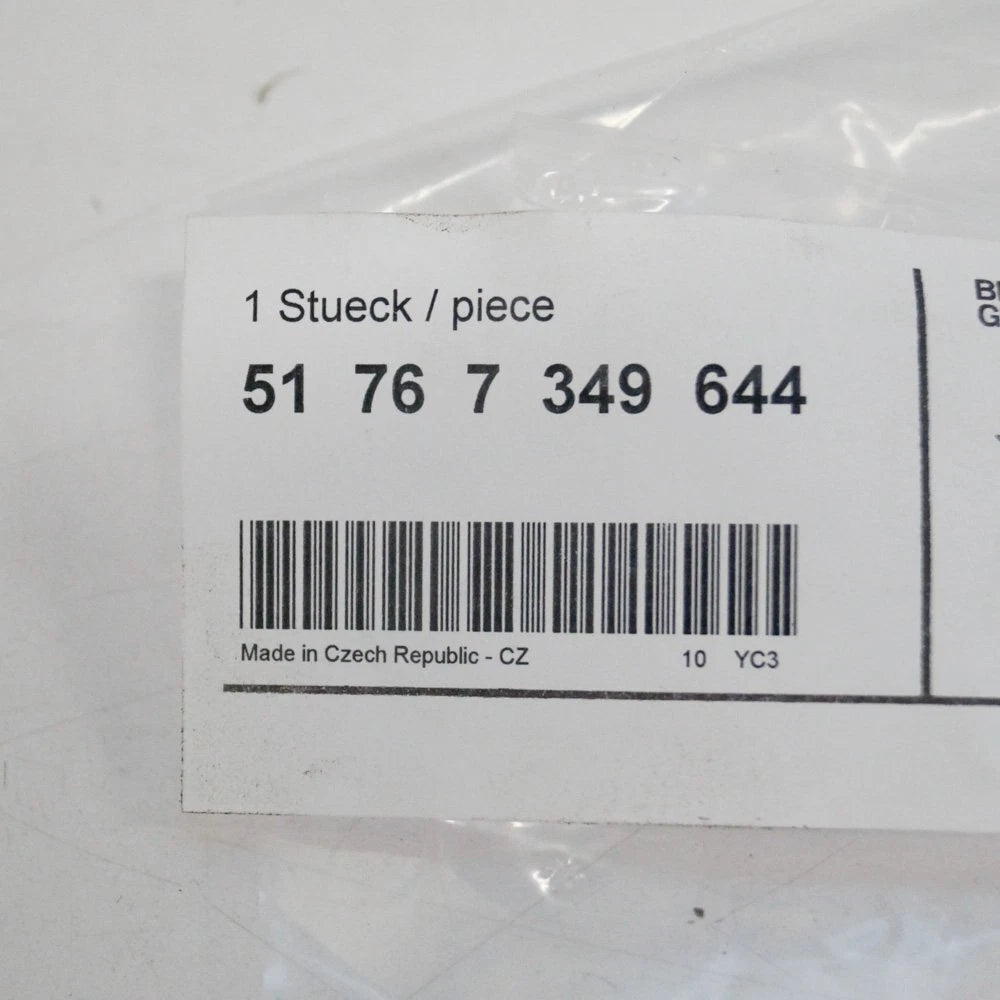 1 Stueck / piece
51 76 7 349 644
Made in Czech Republic - CZ
10 YC3